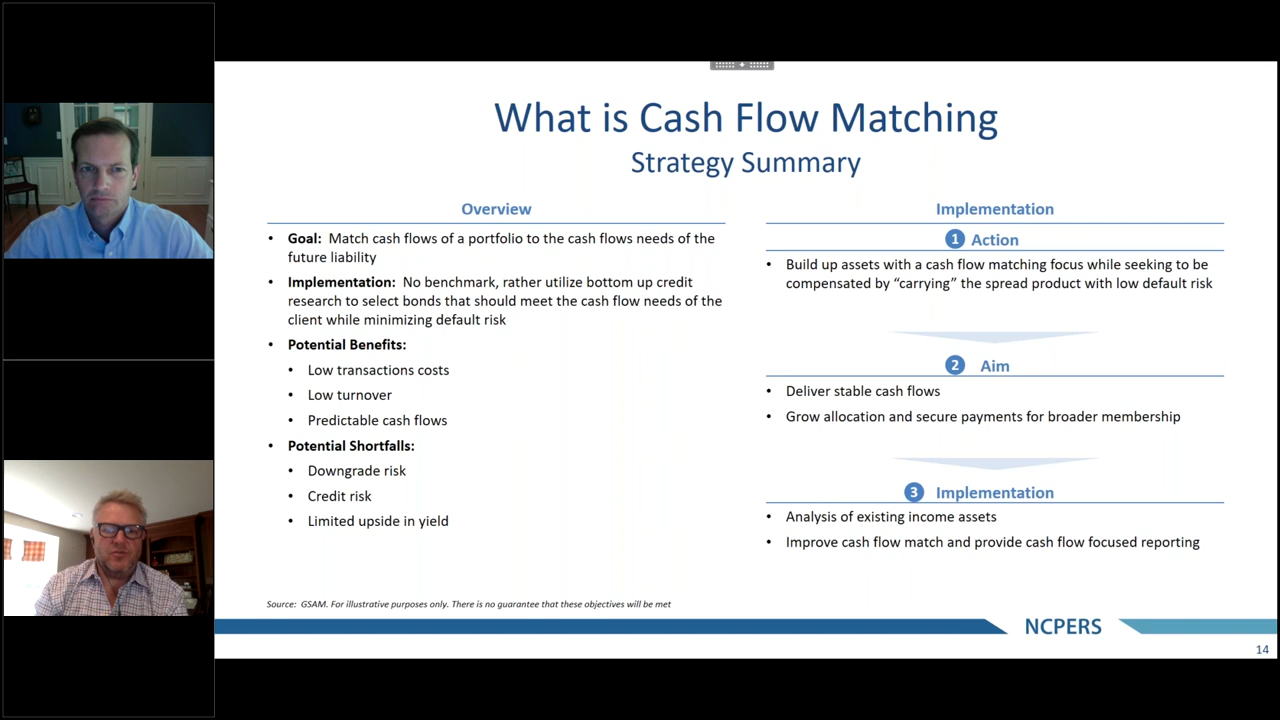 What is Cash Flow Matching
Strategy Summary
Overview
• Goal: Match cash flows of a portfolio to the cash flows needs of the
future liability
• Implementation: No benchmark, rather utilize bottom up credit
research to select bonds that should meet the cash flow needs of the
client while minimizing default risk
• Potential Benefits:
• Low transactions costs
• Low turnover
• Predictable cash flows
• Potential Shortfalls:
• Downgrade risk
• Credit risk
• Limited upside in yield
Implementation
1 Action
• Build up assets with a cash flow matching focus while seeking to be
compensated by “carrying” the spread product with low default risk
2 Aim
• Deliver stable cash flows
• Grow allocation and secure payments for broader membership
3 Implementation
• Analysis of existing income assets
• Improve cash flow match and provide cash flow focused reporting
Source: GSAM. For illustrative purposes only. There is no guarantee that these objectives will be met
NCPERS
14